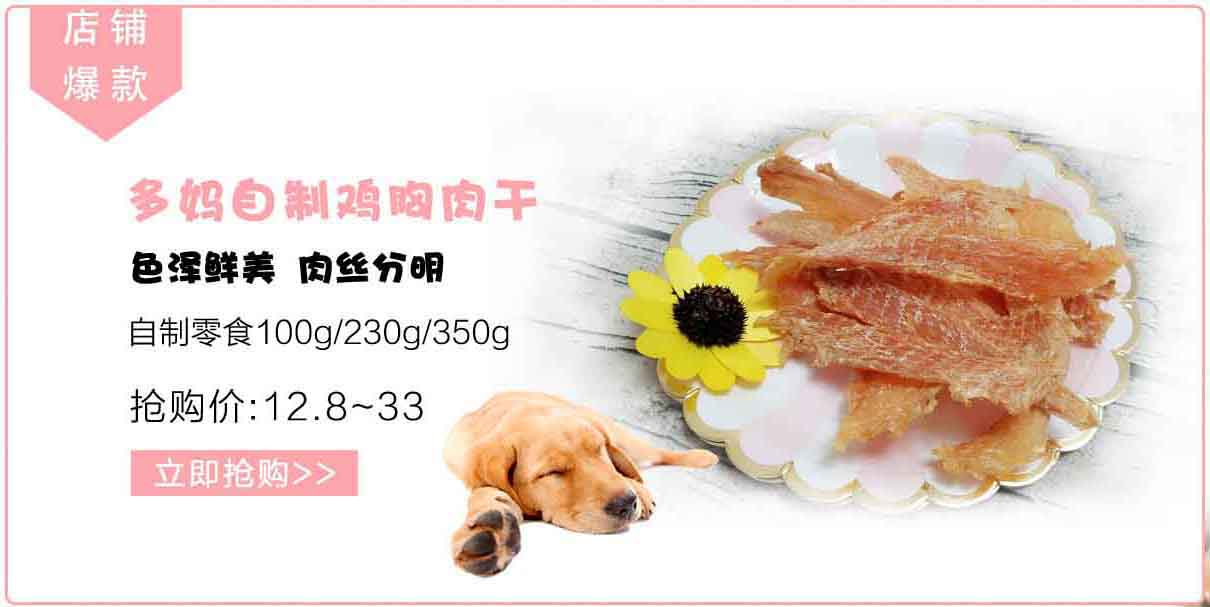 店铺
爆款
多妈自制鸡胸肉干
色泽鲜美 肉丝分明
自制零食100g/230g/350g
抢购价:12.8~33
立即抢购>>